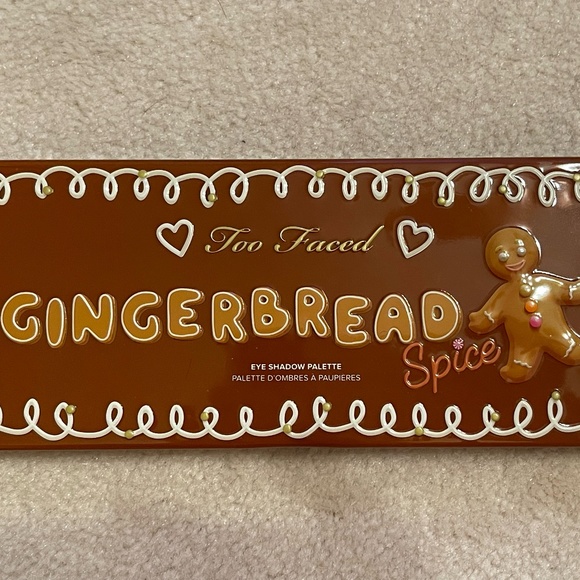 Too Faced
GINGERBREAD
Spice
EYE SHADOW PALETTE
PALETTE D'OMBRES À PAUPIÈRES